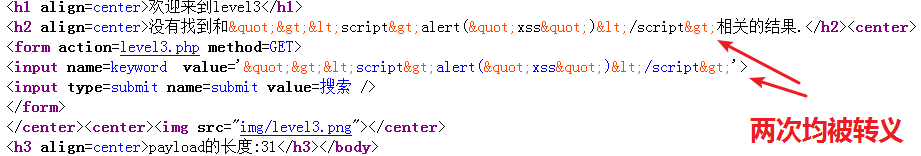 <h1 align=center>欢迎来到level3</h1>
<h2 align=center>没有找到和&quot;&gt;&lt;script&gt;alert(&quot;xss&quot;)&lt;/script&gt;相关的结果.</h2><center>
<form action=level3.php method=GET>
<input name=keyword  value='&quot;&gt;&lt;script&gt;alert(&quot;xss&quot;)&lt;/script&gt;'>
<input type=submit name=submit value=搜索 />
</form>
</center><center><img src="img/level3.png"></center>
<h3 align=center>payload的长度:31</h3></body>
两次均被转义